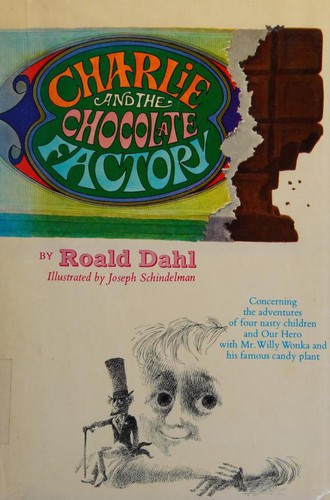 CHARLIE
AND THE
CHOCOLATE
FACTORY
BY Roald Dahl
Illustrated by Joseph Schindelman
Concerning
the adventures
of four nasty children
and Our Hero
with Mr. Willy Wonka and
his famous candy plant